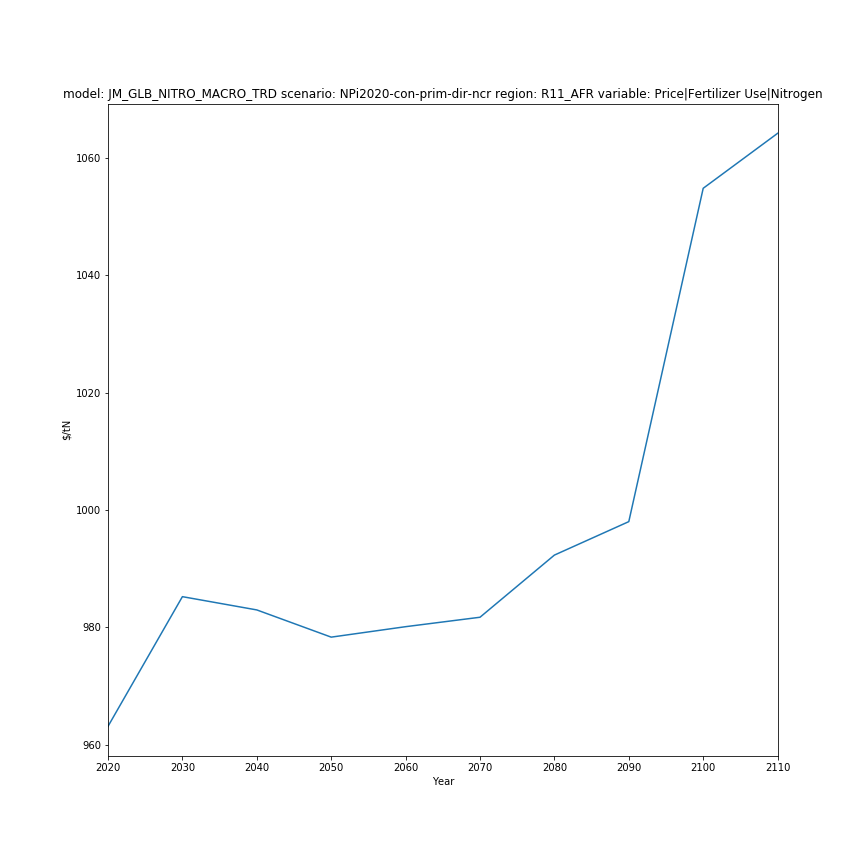 model: JM_GLB_NITRO_MACRO_TRD scenario: NPi2020-con-prim-dir-ncr region: R11_AFR variable: Price|Fertilizer Use|Nitrogen
1060
1040
1020
$/tN
1000
980
960
2020 2030 2040 2050 2060 2070 2080 2090 2100 2110
Year